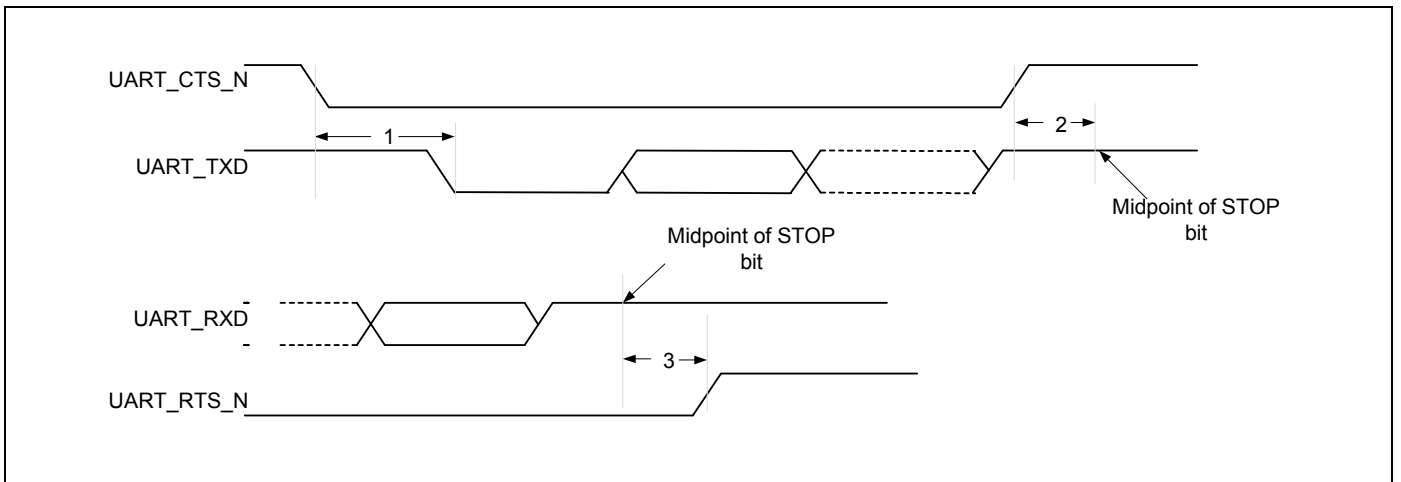 UART_CTS_N
1
2
UART_TXD
Midpoint of STOP
bit
Midpoint of STOP
bit
UART_RXD
3
UART_RTS_N